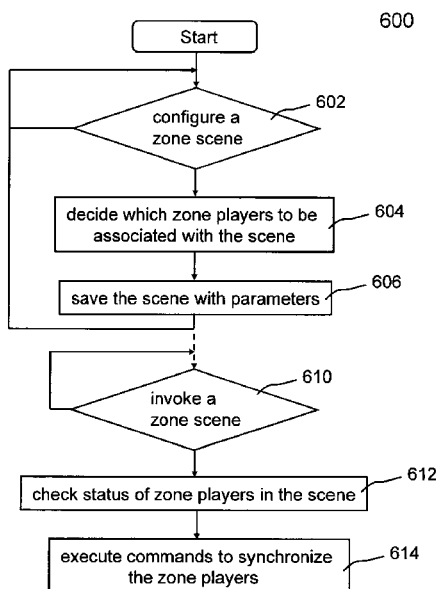 600
Start
configure a
zone scene
602
decide which zone players to be
associated with the scene
604
save the scene with parameters
606
invoke a
zone scene
610
check status of zone players in the scene
612
execute commands to synchronize
the zone players
614